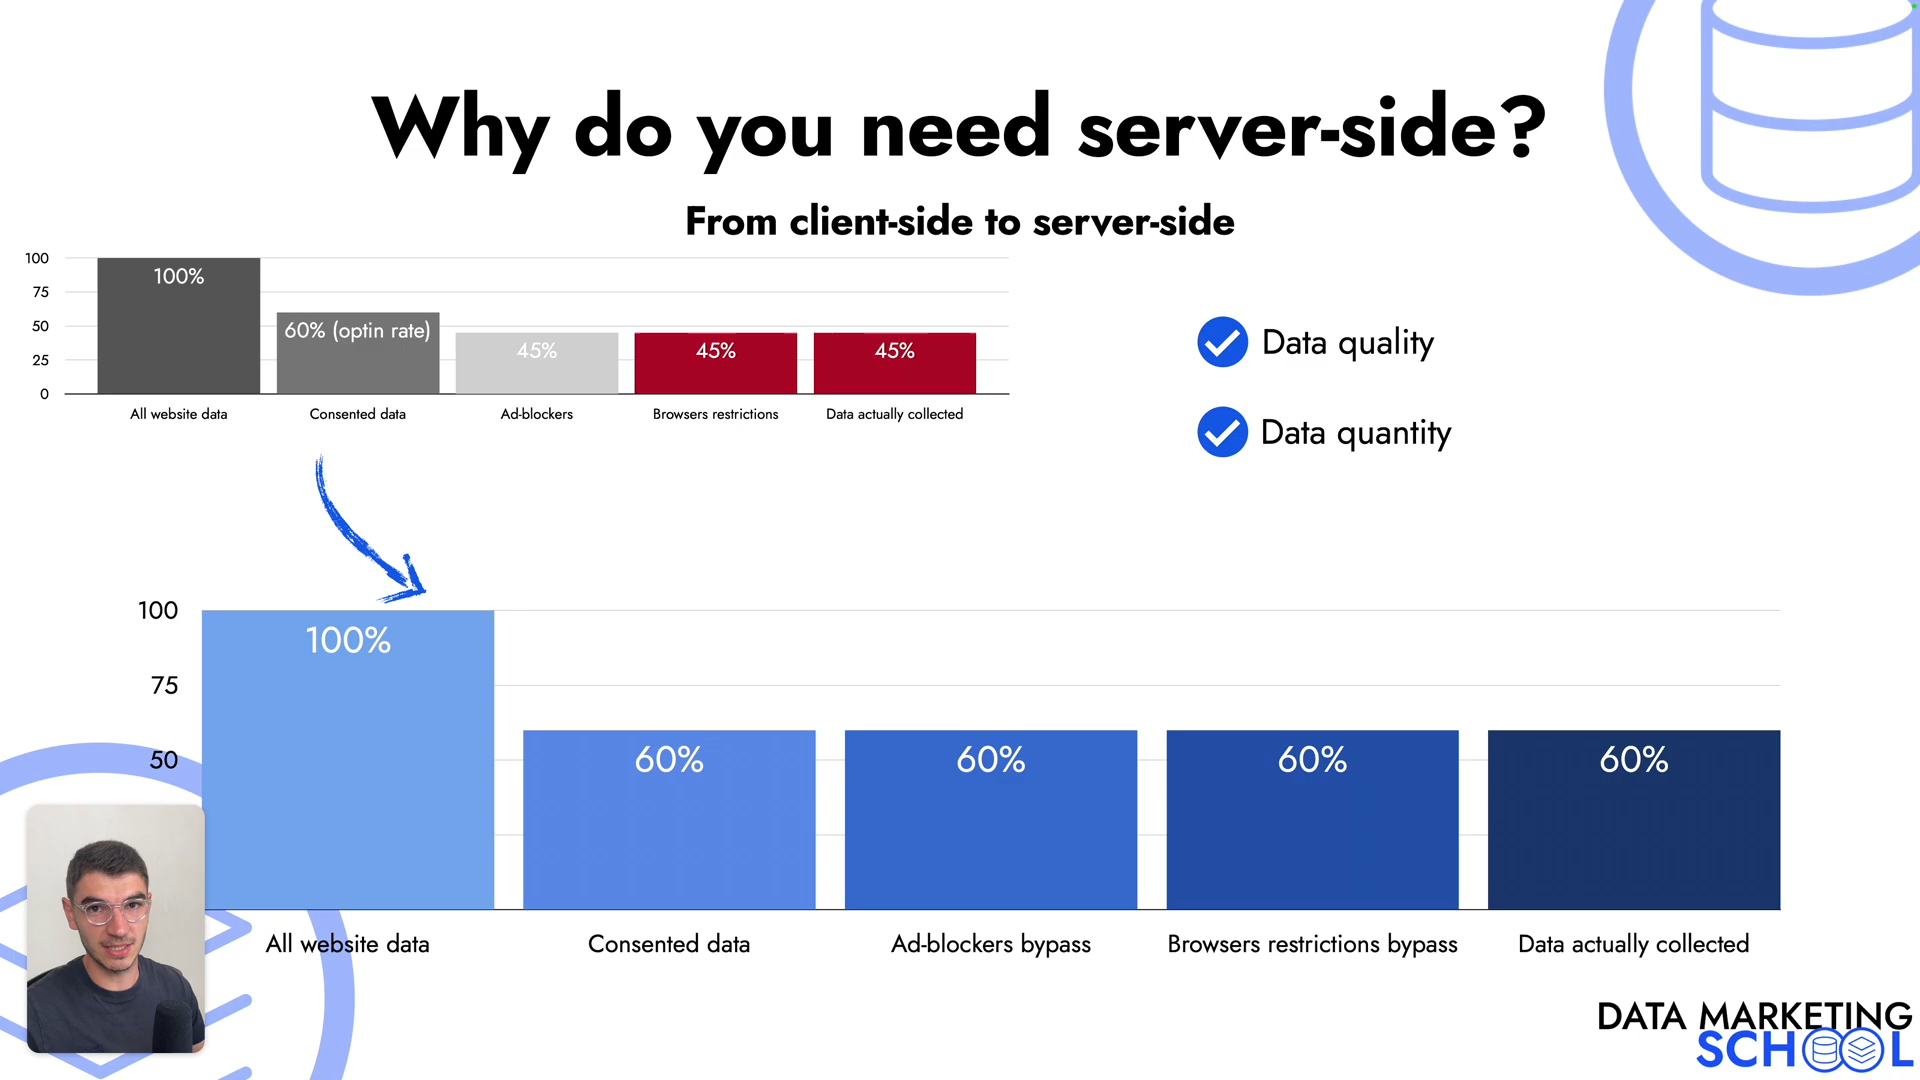 Why do you need server-side?
From client-side to server-side
100
75
50
25
0
100%
60% (optin rate)
45%
45%
45%
All website data
Consented data
Ad-blockers
Browsers restrictions
Data actually collected
Data quality
Data quantity
100
75
50
100%
60%
60%
60%
60%
All website data
Consented data
Ad-blockers bypass
Browsers restrictions bypass
Data actually collected
DATA MARKETING
SCHOOL